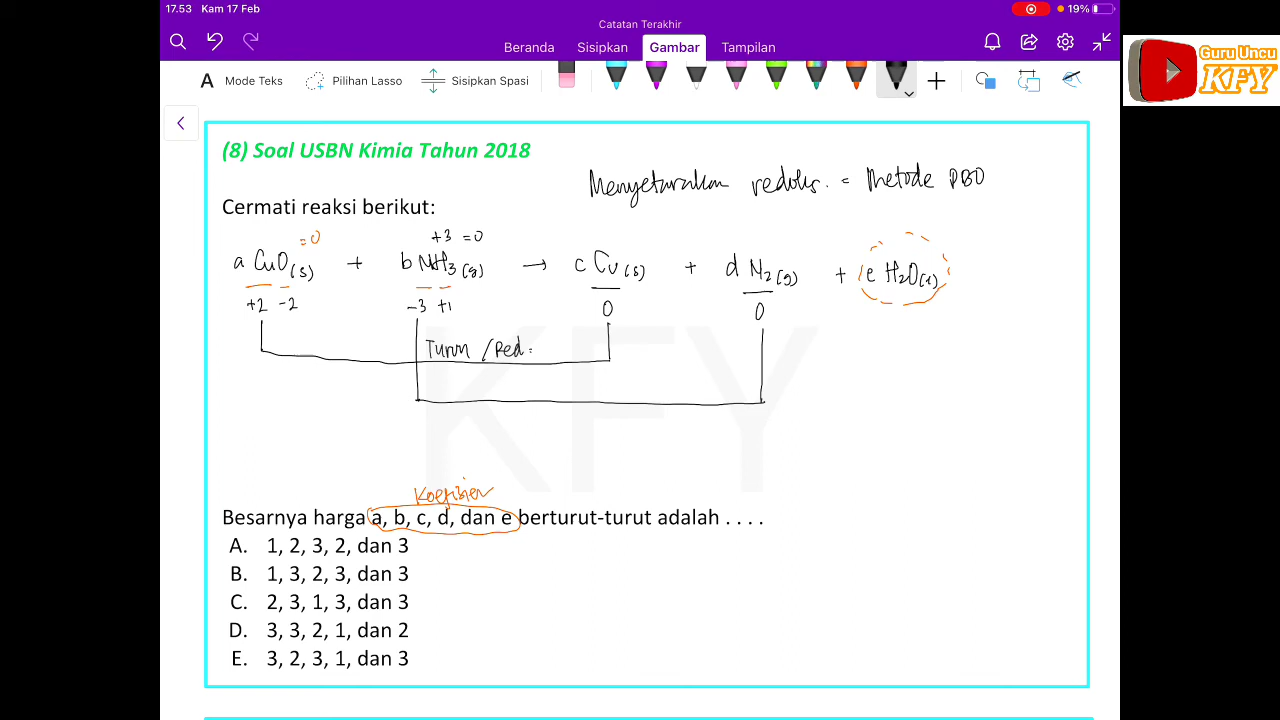 17.53 Kam 17 Feb
19%
Catatan Terakhir
Beranda Sisipkan Gambar Tampilan
A Mode Teks Pilihan Lasso Sisipkan Spasi
Guru Uncu
KFY
(8) Soal USBN Kimia Tahun 2018
Menyetarakan redoks. = Metode PBO
Cermati reaksi berikut:
=0 +3 =0
a CuO(s) + b NH3(g) → c Cu(s) + d N2(g) + e H2O(l)
+2 -2 -3 +1 0 0
Turun / Red.
KFY
Koefisien
Besarnya harga a, b, c, d, dan e berturut-turut adalah . . . .
A. 1, 2, 3, 2, dan 3
B. 1, 3, 2, 3, dan 3
C. 2, 3, 1, 3, dan 3
D. 3, 3, 2, 1, dan 2
E. 3, 2, 3, 1, dan 3